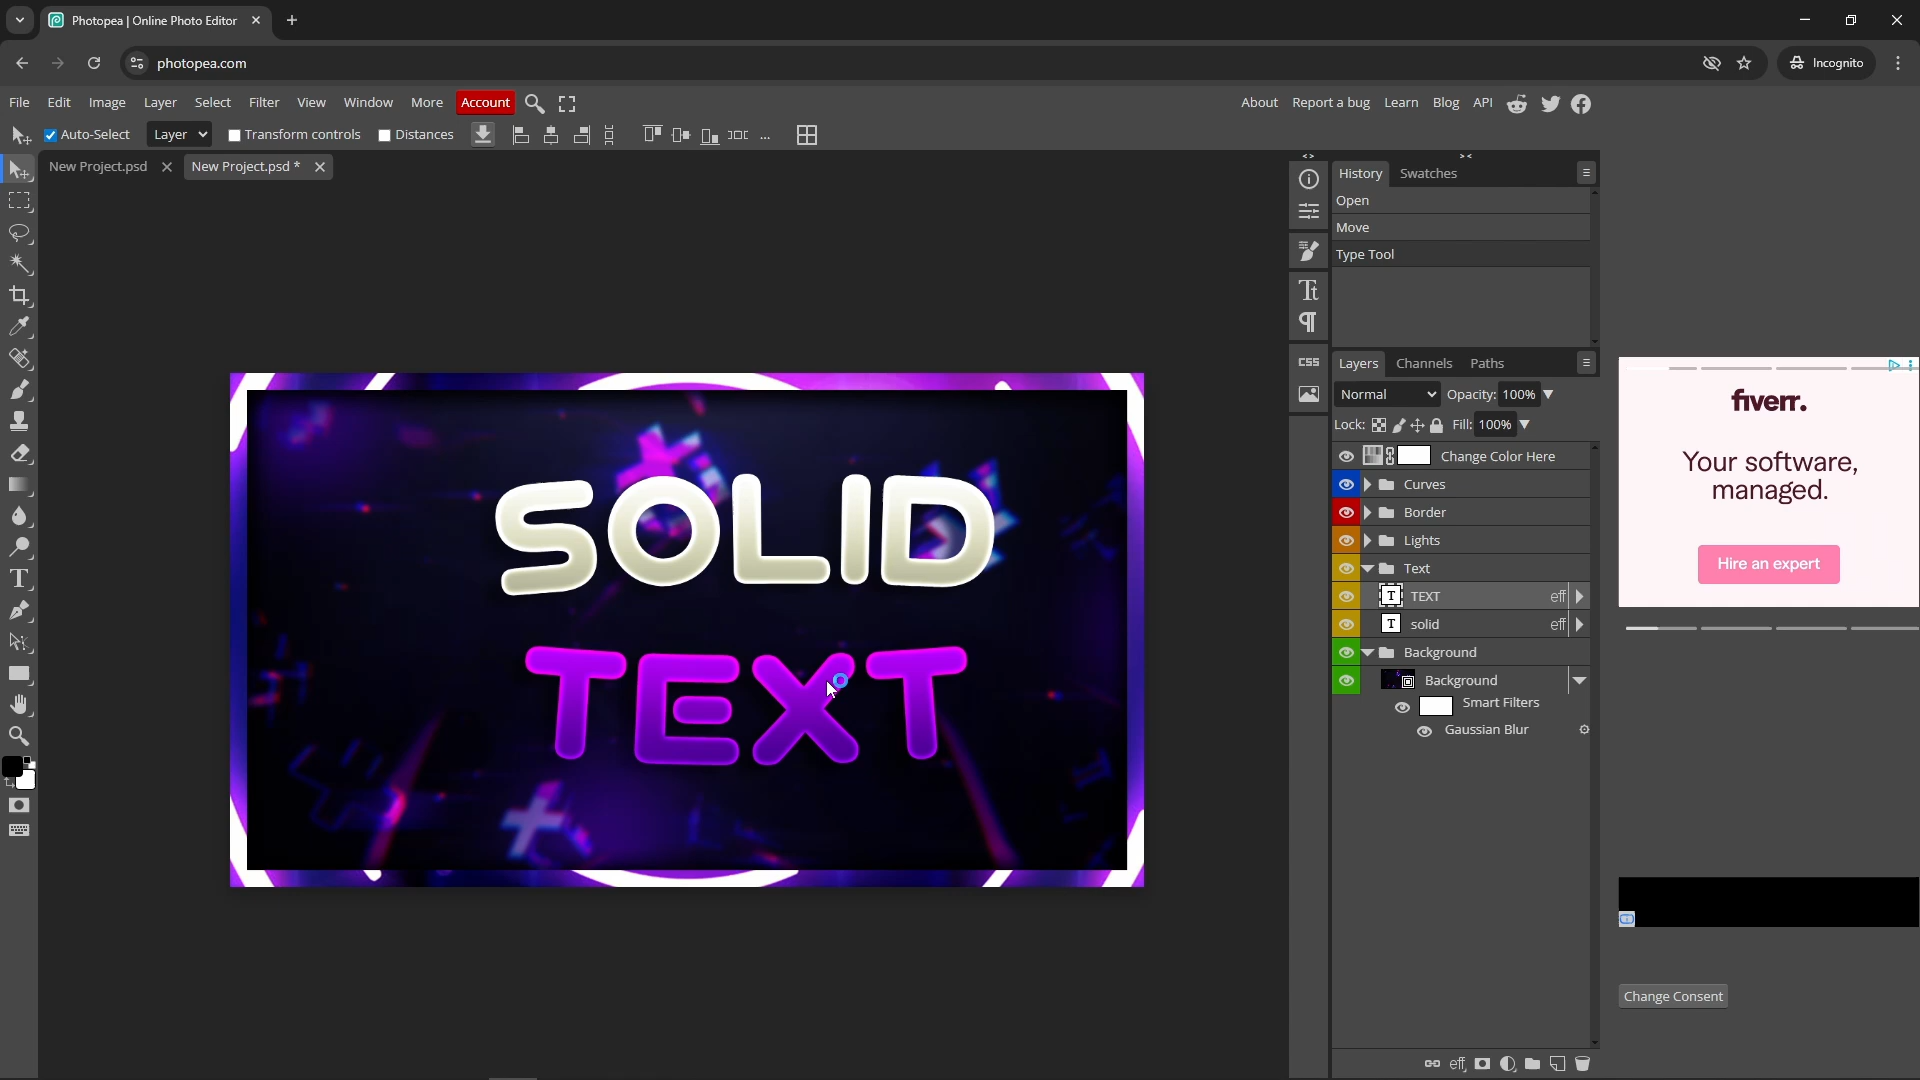 Photopea | Online Photo Editor
photopea.com
Incognito
File Edit Image Layer Select Filter View Window More Account
About Report a bug Learn Blog API
Auto-Select Layer Transform controls Distances ...
New Project.psd New Project.psd *
History Swatches
Open
Move
Type Tool
CSS
Layers Channels Paths
Normal Opacity: 100%
Lock: Fill: 100%
Change Color Here
Curves
Border
Lights
Text
T TEXT eff
T solid eff
Background
Background
Smart Filters
Gaussian Blur
eff
SOLID
TEXT
fiverr.
Your software,
managed.
Hire an expert
Change Consent